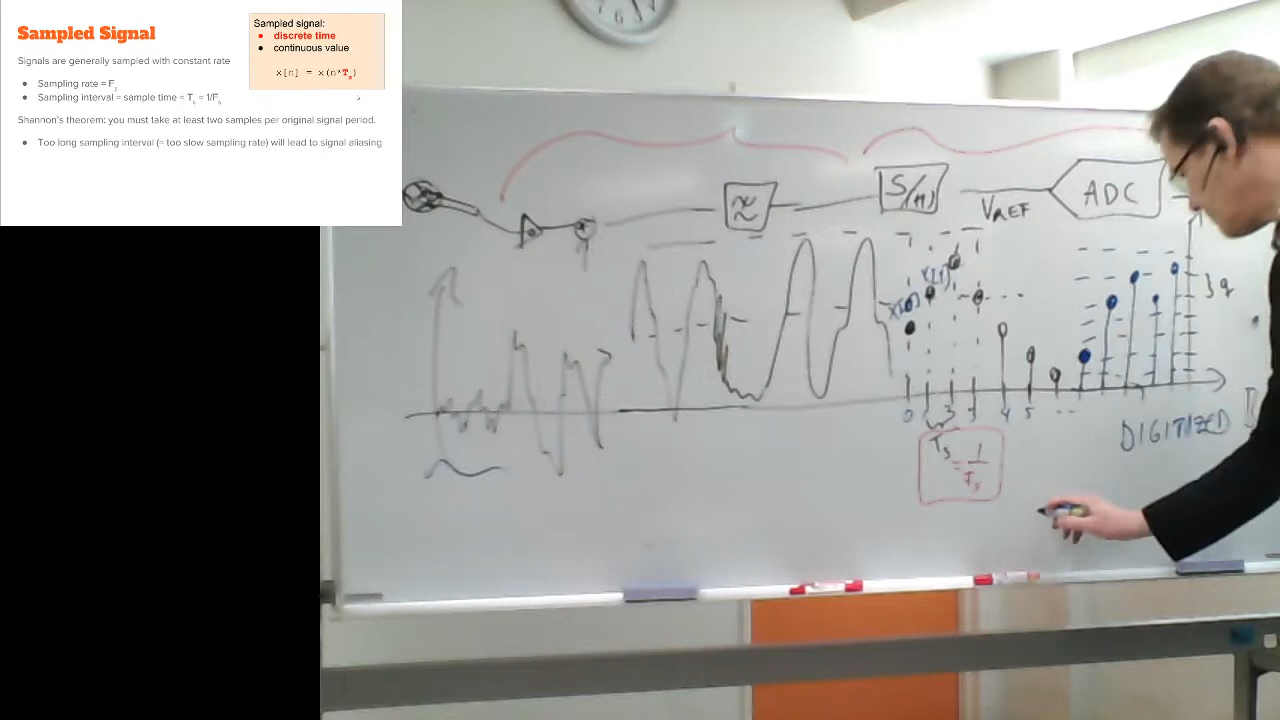 Sampled Signal
Signals are generally sampled with constant rate
● Sampling rate = Fs
● Sampling interval = sample time = Ts = 1/Fs
Shannon's theorem: you must take at least two samples per original signal period.
● Too long sampling interval (= too slow sampling rate) will lead to signal aliasing
Sampled signal:
● discrete time
● continuous value
x[n] = x(n*Ts)
S/H
VREF
ADC
x[0]
x[1]
}q
0 1 2 3 4 5 ..
Ts
= 1/Fs
DIGITIZED